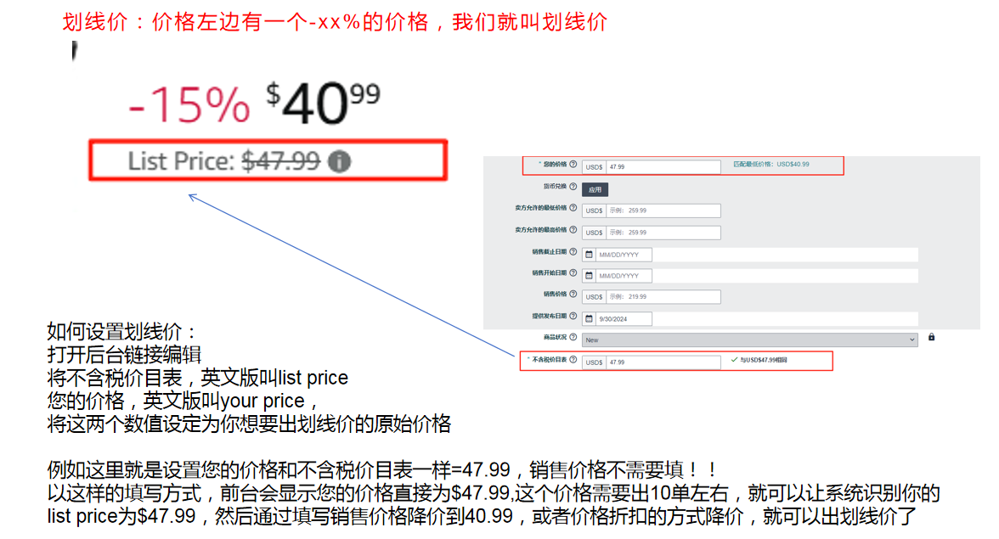 划线价：价格左边有一个-xx%的价格，我们就叫划线价
-15% $40 99
List Price: $47.99
* 您的价格 USD$ 47.99 匹配最低价格: USD$40.99
货币兑换 应用
卖方允许的最低价格 USD$ 示例: 259.99
卖方允许的最高价格 USD$ 示例: 259.99
销售截止日期 MM/DD/YYYY
销售开始日期 MM/DD/YYYY
销售价格 USD$ 示例: 219.99
提供发布日期 9/30/2024
商品状况 New
* 不含税价目表 USD$ 47.99 与USD$47.99相同
如何设置划线价：
打开后台链接编辑
将不含税价目表，英文版叫list price
您的价格，英文版叫your price，
将这两个数值设定为你想要出划线价的原始价格
例如这里就是设置您的价格和不含税价目表一样=47.99，销售价格不需要填！！
以这样的填写方式，前台会显示您的价格直接为$47.99,这个价格需要出10单左右，就可以让系统识别你的
list price为$47.99，然后通过填写销售价格降价到40.99，或者价格折扣的方式降价，就可以出划线价了